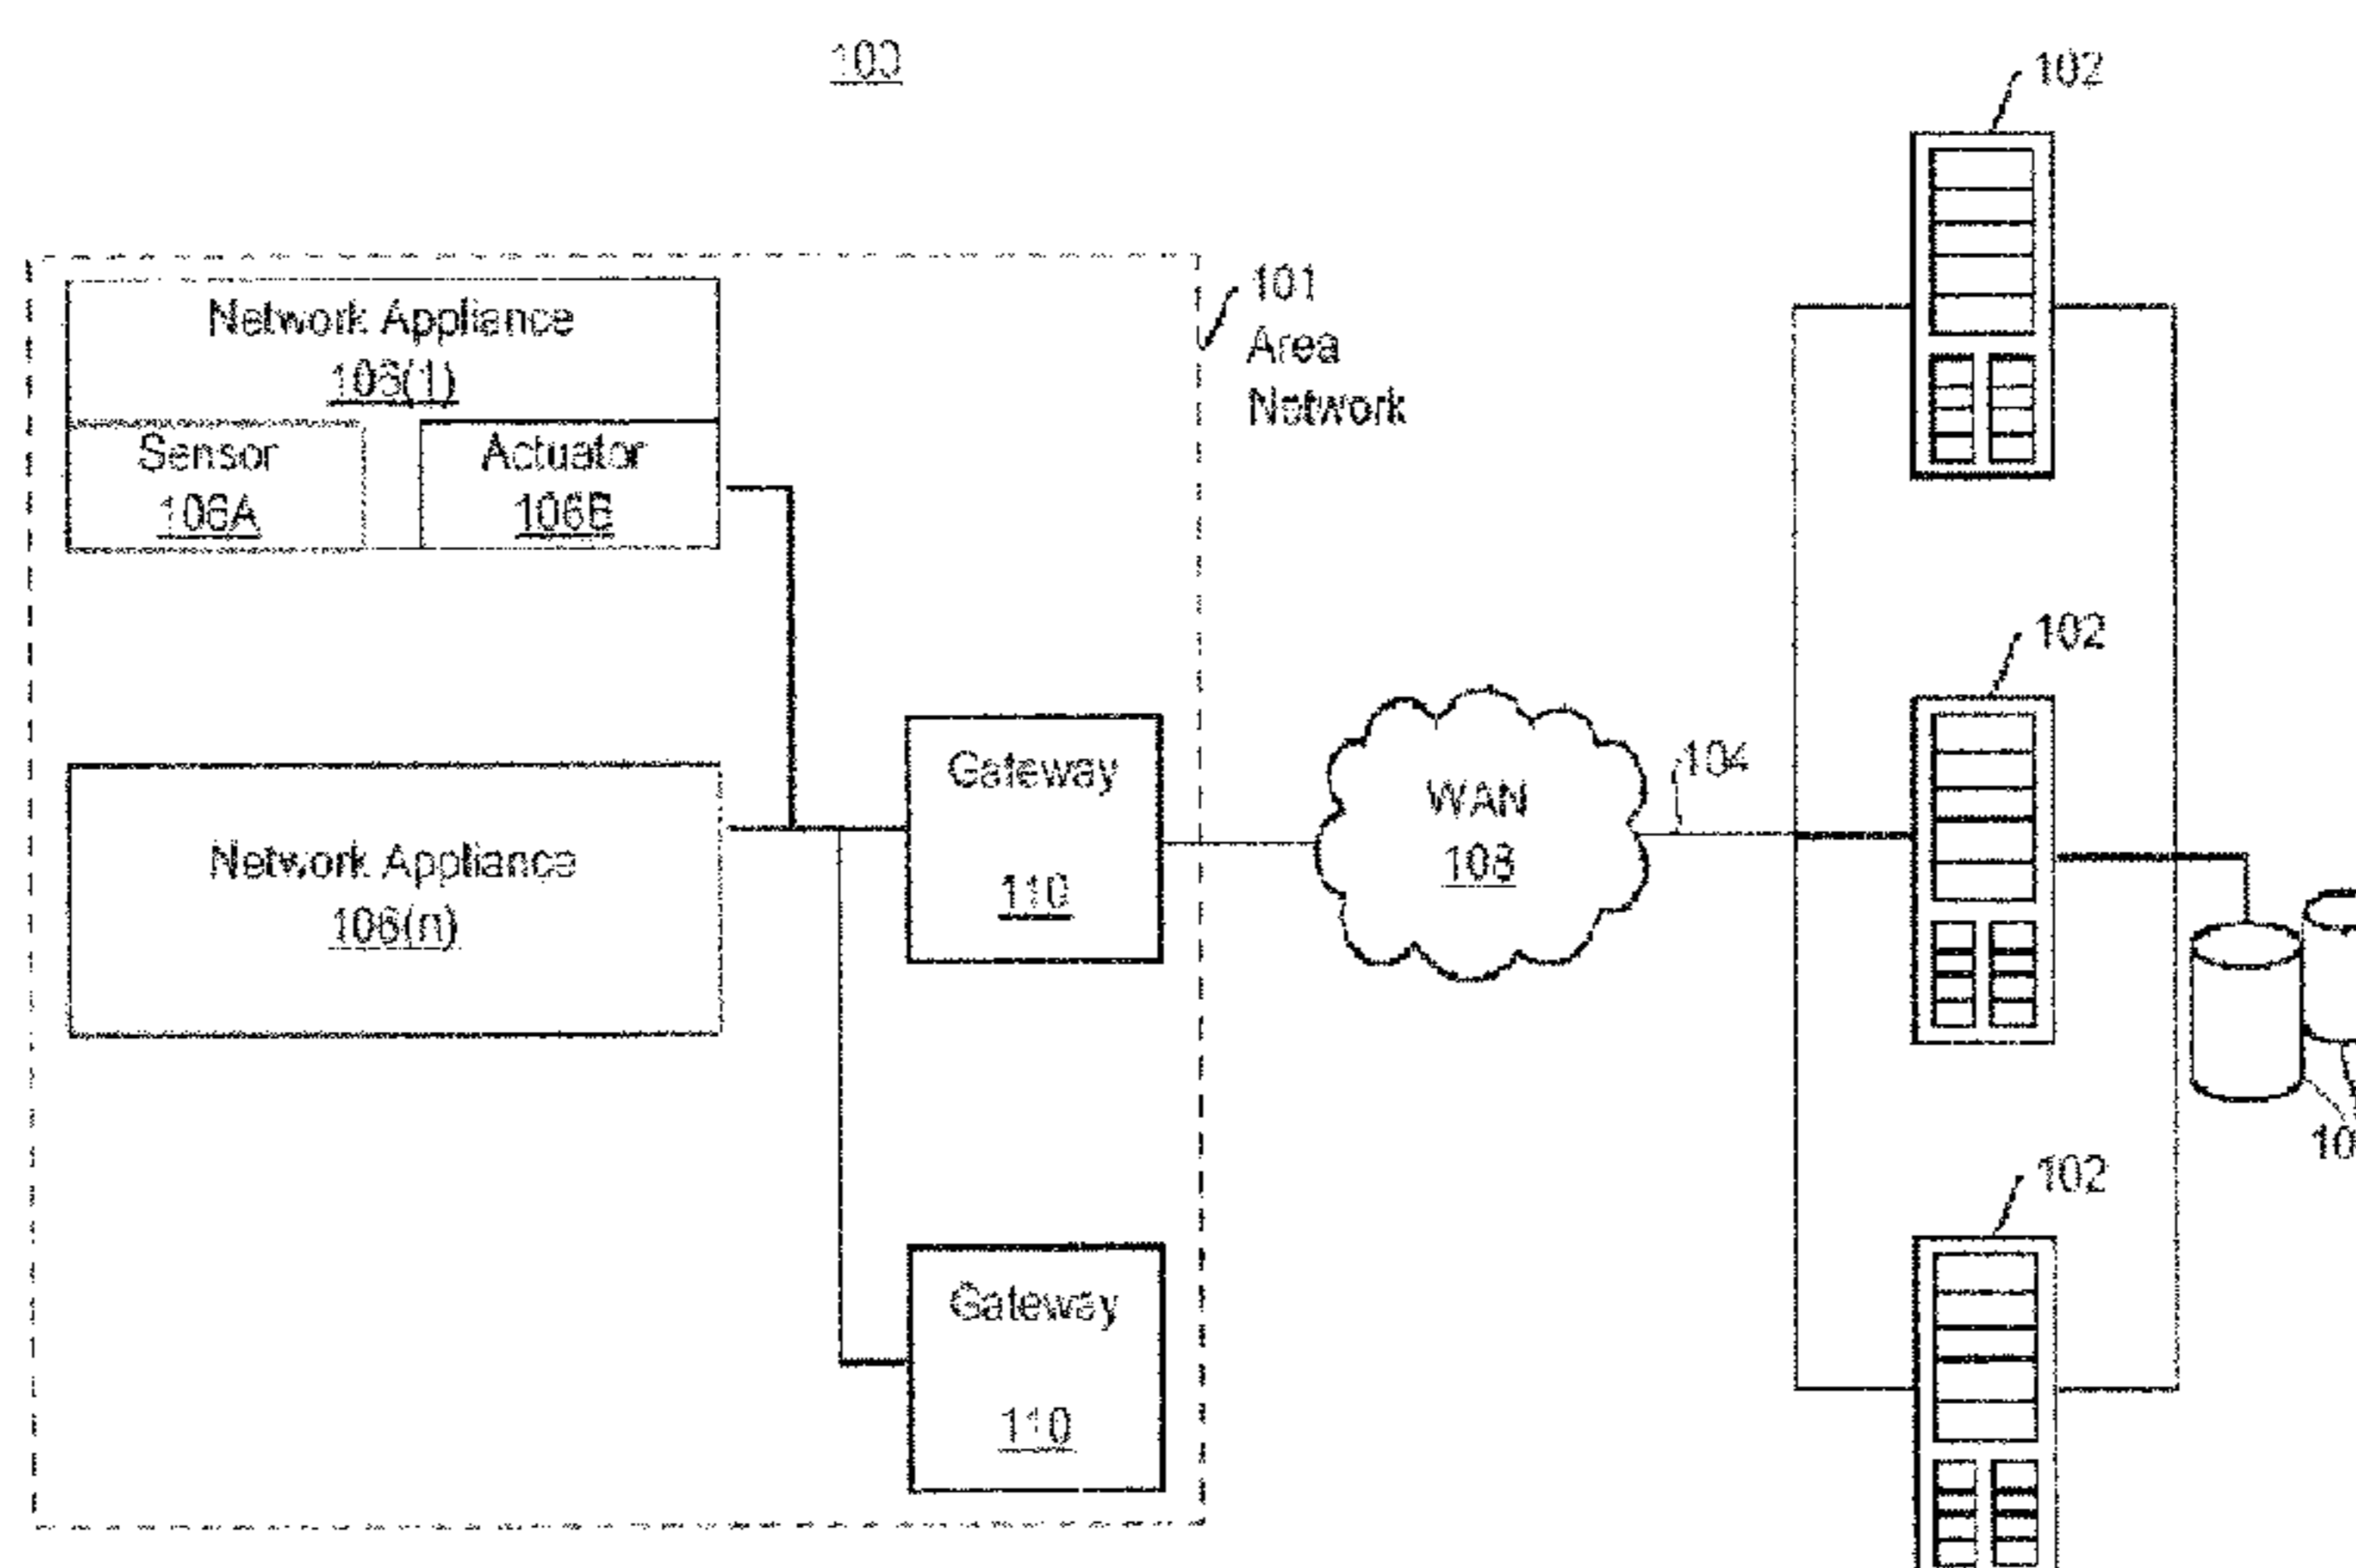 100
102
101
Area
Network
Network Appliance
106(1)
Sensor
106A
Actuator
106B
102
Gateway
110
WAN
108
104
Network Appliance
106(n)
102
Gateway
110